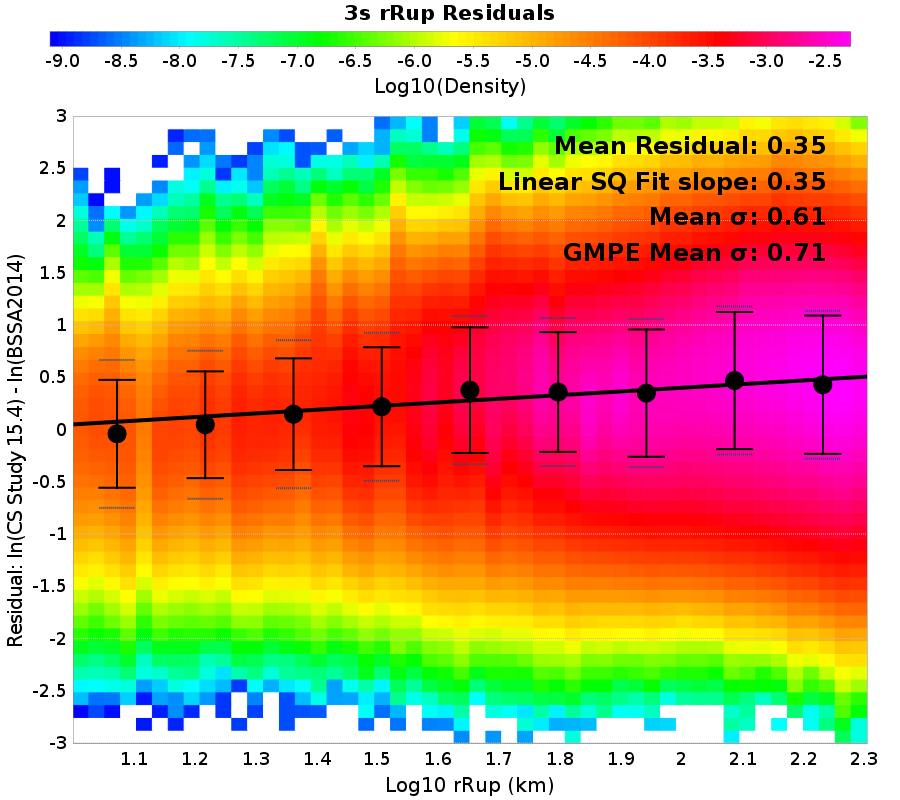 3s rRup Residuals
-9.0 -8.5 -8.0 -7.5 -7.0 -6.5 -6.0 -5.5 -5.0 -4.5 -4.0 -3.5 -3.0 -2.5
Log10(Density)
Mean Residual: 0.35
Linear SQ Fit slope: 0.35
Mean σ: 0.61
GMPE Mean σ: 0.71
Residual: ln(CS Study 15.4) - ln(BSSA2014)
3
2.5
2
1.5
1
0.5
0
-0.5
-1
-1.5
-2
-2.5
-3
1.1 1.2 1.3 1.4 1.5 1.6 1.7 1.8 1.9 2 2.1 2.2 2.3
Log10 rRup (km)